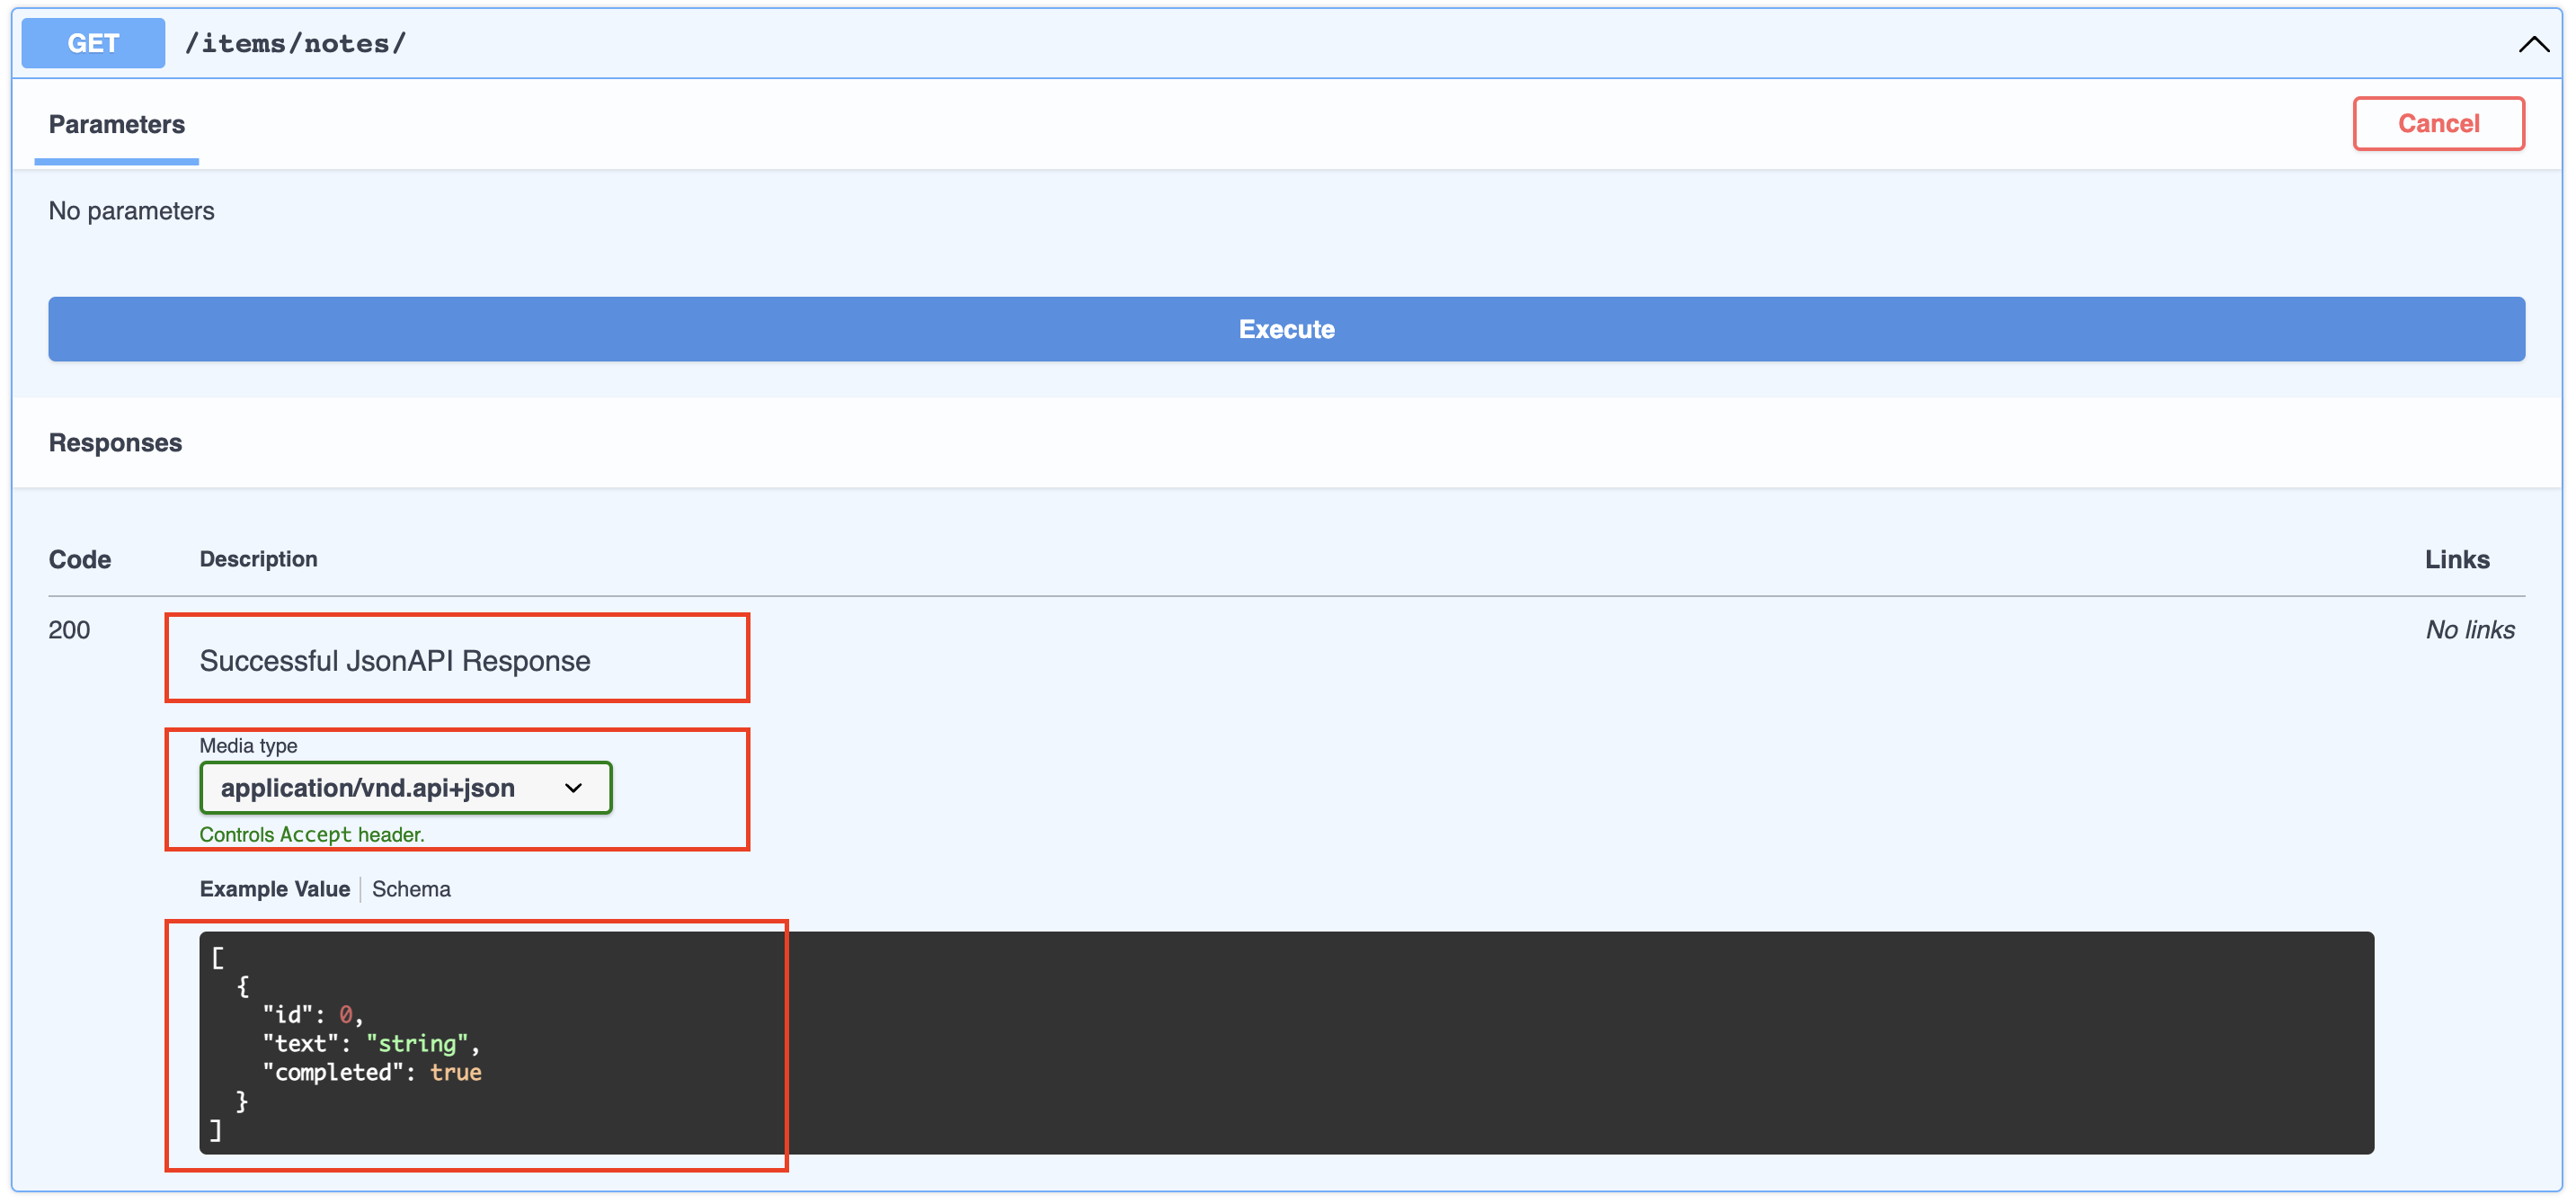 GET /items/notes/
Parameters
Cancel
No parameters
Execute
Responses
Code Description Links
200 Successful JsonAPI Response No links
Media type
application/vnd.api+json
Controls Accept header.
Example Value Schema
[
  {
    "id": 0,
    "text": "string",
    "completed": true
  }
]